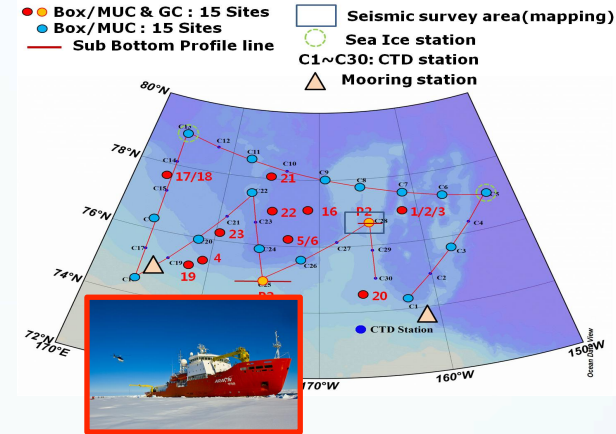 Box/MUC & GC : 15 Sites
Box/MUC : 15 Sites
Sub Bottom Profile line
Seismic survey area(mapping)
Sea Ice station
C1~C30: CTD station
Mooring station
80°N
78°N
76°N
74°N
72°N
170°E
170°W
160°W
150°W
C12
C11
C10
C14
17/18
C15
21
C9
C8
C7
C6
C5
C22
22
16
P2
1/2/3
C28
C4
C21
C23
23
C20
5/6
C24
C27
C29
C3
C17
C19
4
19
C26
C25
C30
C2
20
C1
CTD Station
ARAON
Ocean Data View